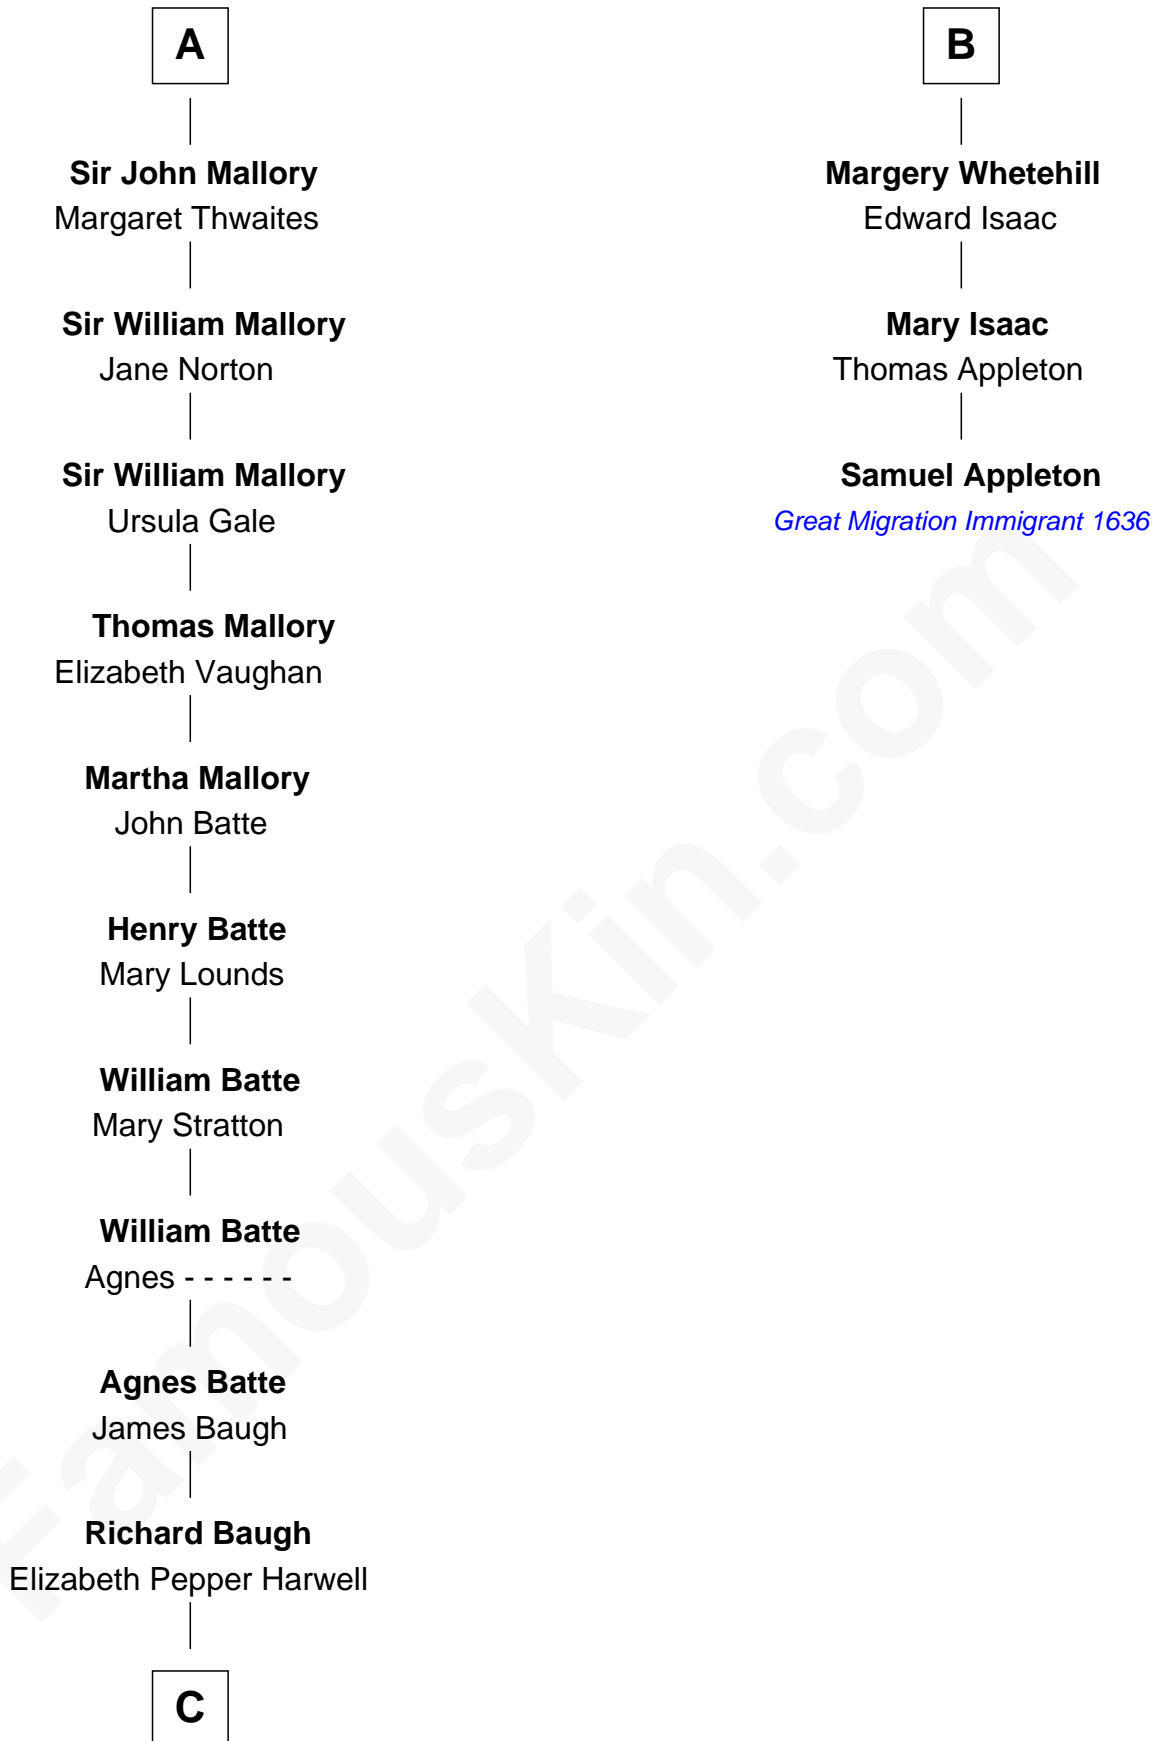 A
Sir John Mallory
Margaret Thwaites
Sir William Mallory
Jane Norton
Sir William Mallory
Ursula Gale
Thomas Mallory
Elizabeth Vaughan
Martha Mallory
John Batte
Henry Batte
Mary Lounds
William Batte
Mary Stratton
William Batte
Agnes - - - - - -
Agnes Batte
James Baugh
Richard Baugh
Elizabeth Pepper Harwell
C
B
Margery Whetehill
Edward Isaac
Mary Isaac
Thomas Appleton
Samuel Appleton
Great Migration Immigrant 1636
FamousKin.com